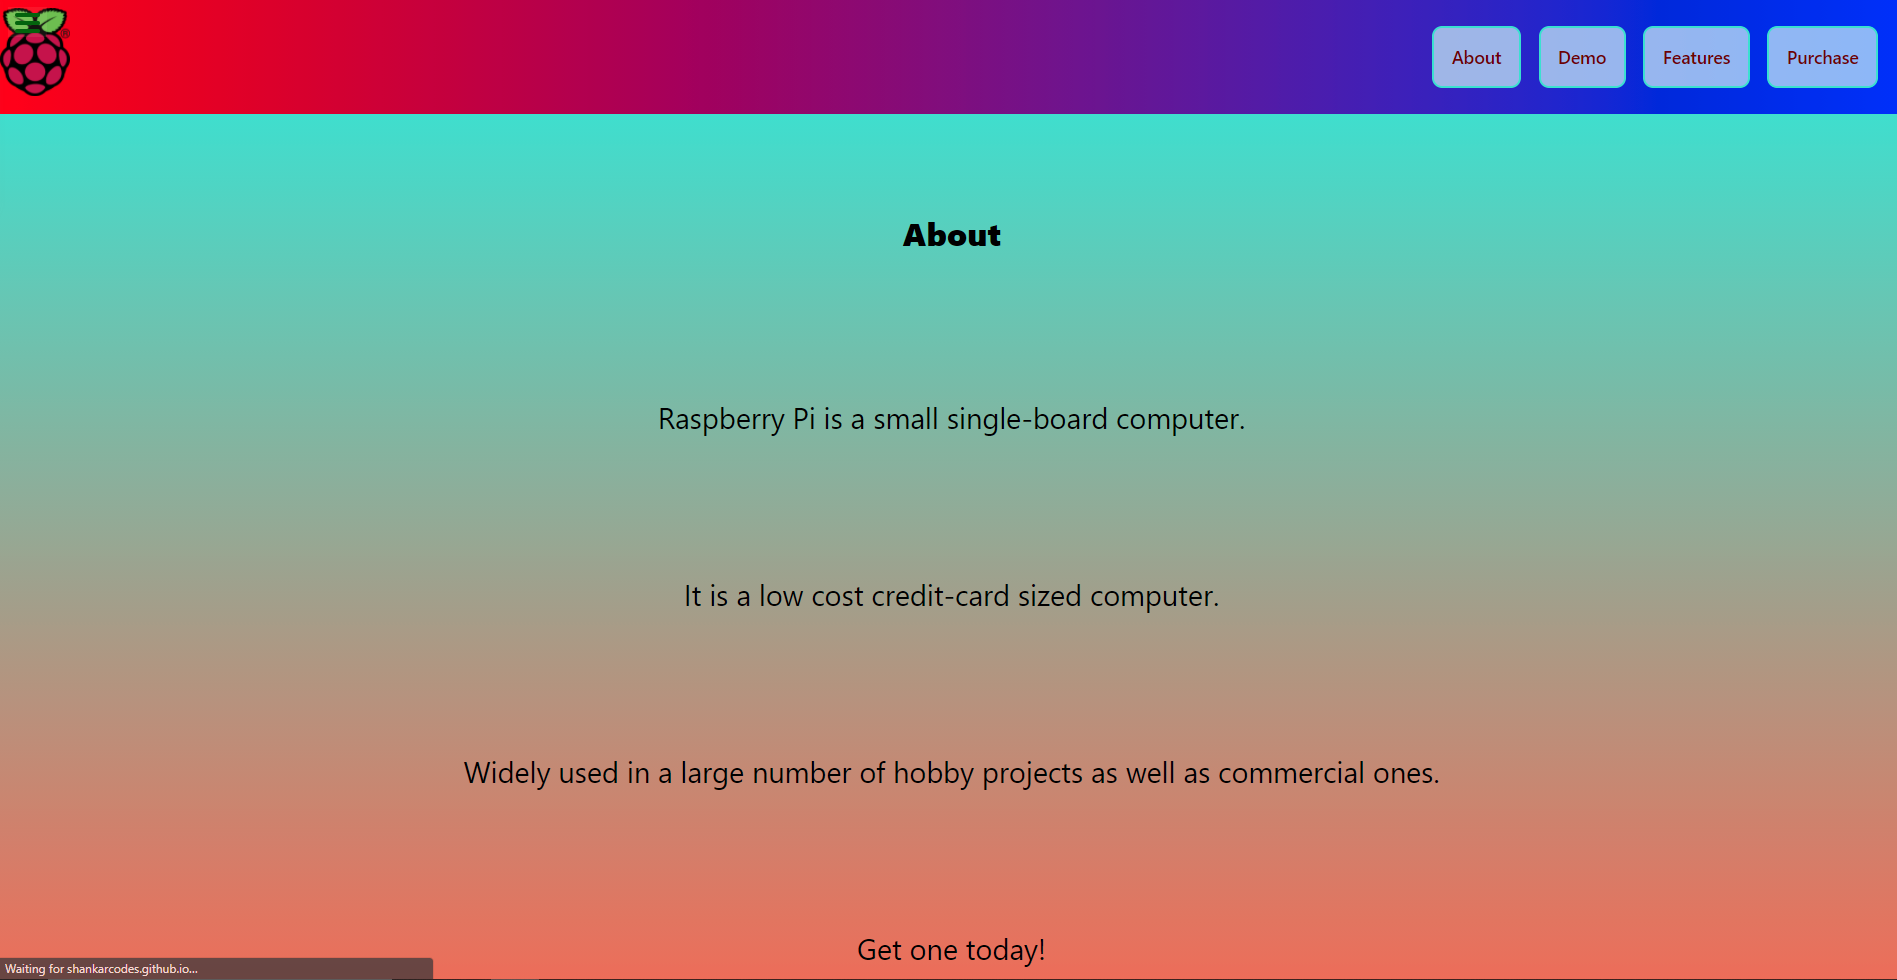 About
Demo
Features
Purchase
About
Raspberry Pi is a small single-board computer.
It is a low cost credit-card sized computer.
Widely used in a large number of hobby projects as well as commercial ones.
Get one today!
Waiting for shankarcodes.github.io...